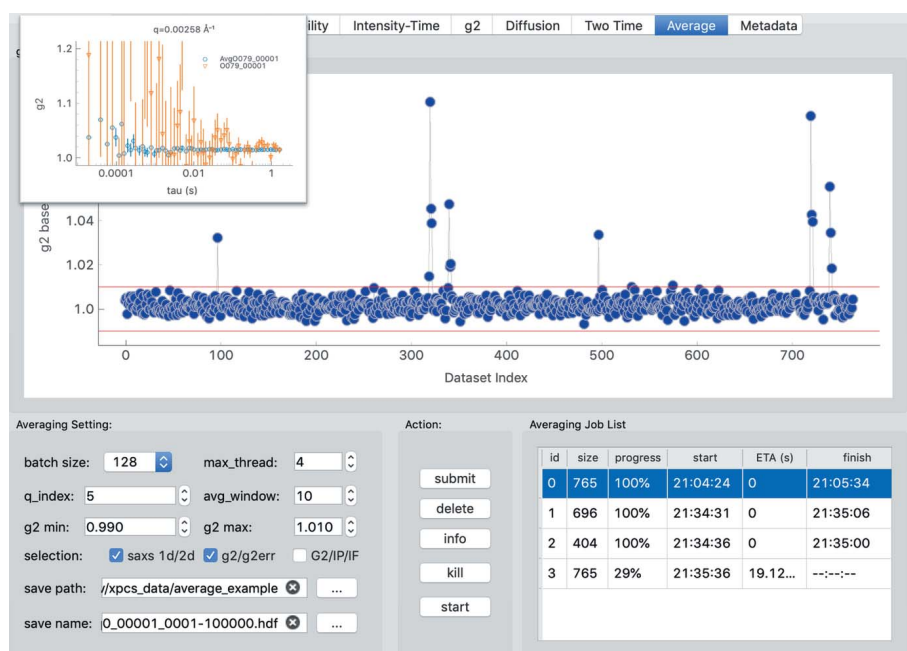 q=0.00258 Å⁻¹
Intensity-Time g2 Diffusion Two Time Average Metadata
AvgO079_00001
O079_00001
g2
1.2
1.1
1.0
0.0001 0.01 1
tau (s)
g2 base
1.04
1.02
1.0
0 100 200 300 400 500 600 700
Dataset Index
Averaging Setting: Action: Averaging Job List
batch size: 128 max_thread: 4
q_index: 5 avg_window: 10
g2 min: 0.990 g2 max: 1.010
selection: saxs 1d/2d g2/g2err G2/IP/IF
save path: /xpcs_data/average_example ...
save name: 0_00001_0001-100000.hdf ...
submit
delete
info
kill
start
id size progress start ETA (s) finish
0 765 100% 21:04:24 0 21:05:34
1 696 100% 21:34:31 0 21:35:06
2 404 100% 21:34:36 0 21:35:00
3 765 29% 21:35:36 19.12... --:--:--